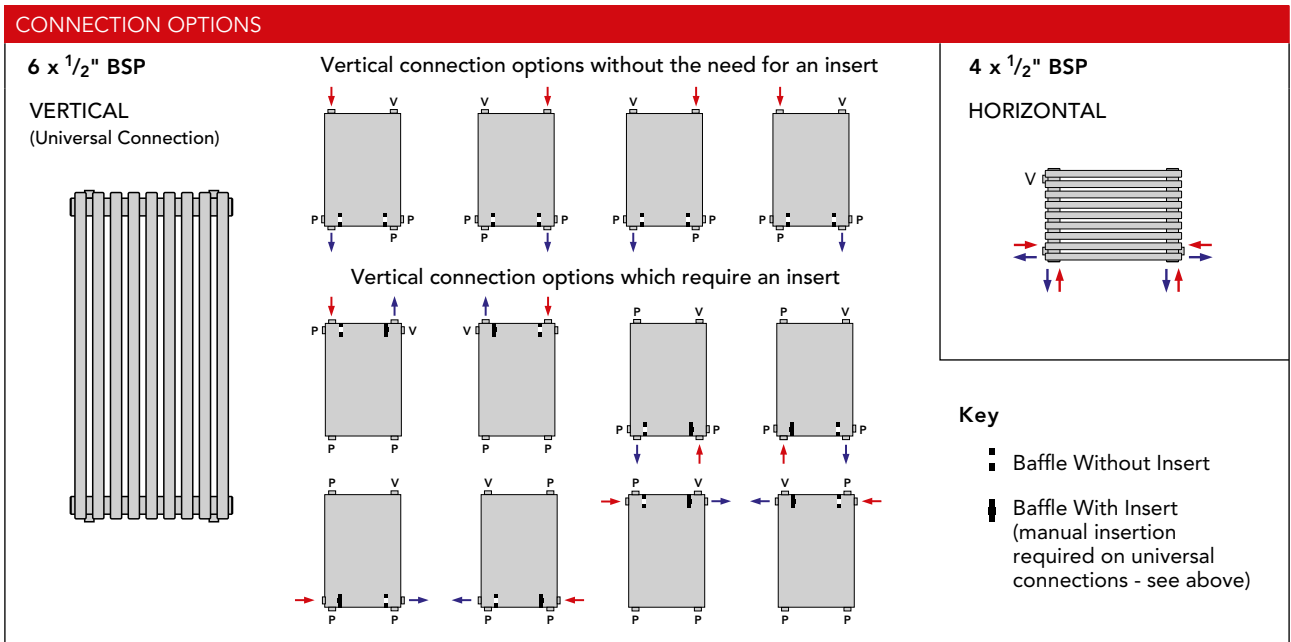 CONNECTION OPTIONS
6 x 1/2" BSP
VERTICAL
(Universal Connection)
Vertical connection options without the need for an insert
V V V V
P P P P P P P P
P P P P
Vertical connection options which require an insert
P V
P V V P P P P P
P P P P
P V V P P V V P
P P P P P P P P
4 x 1/2" BSP
HORIZONTAL
V
Key
Baffle Without Insert
Baffle With Insert
(manual insertion
required on universal
connections - see above)